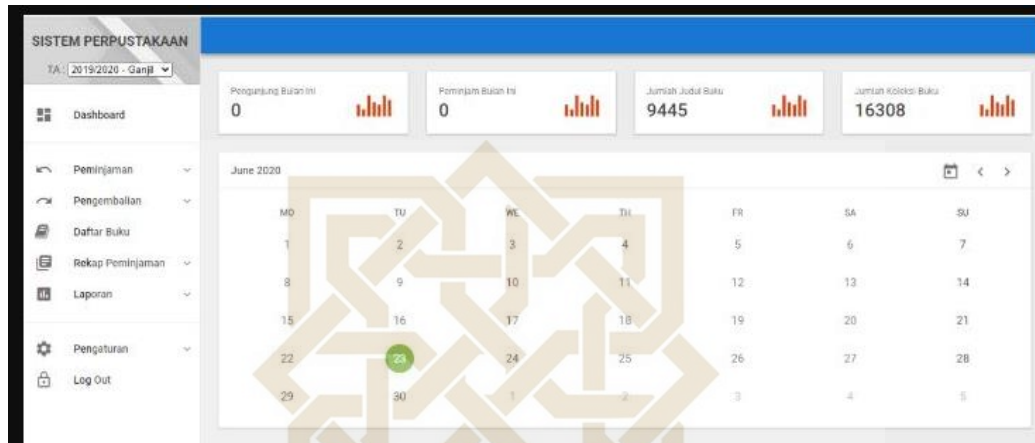 SISTEM PERPUSTAKAAN
TA : 2019/2020 - Ganjil
Dashboard
Peminjaman
Pengembalian
Daftar Buku
Rekap Peminjaman
Laporan
Pengaturan
Log Out
Pengunjung Bulan Ini
0
Peminjam Bulan Ini
0
Jumlah Judul Buku
9445
Jumlah Koleksi Buku
16308
June 2020
MO TU WE TH FR SA SU
1 2 3 4 5 6 7
8 9 10 11 12 13 14
15 16 17 18 19 20 21
22 23 24 25 26 27 28
29 30 1 2 3 4 5